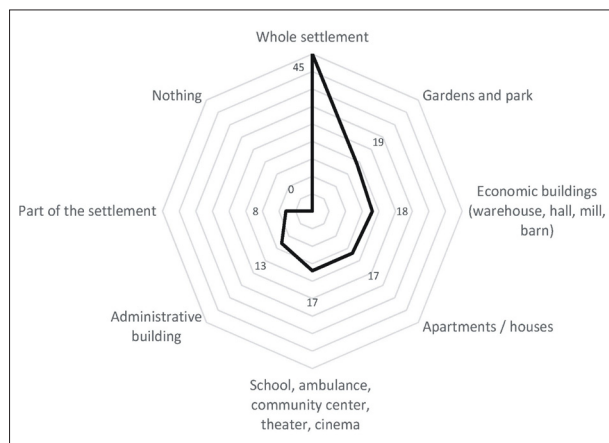 Whole settlement
45
Nothing
Gardens and park
19
0
Part of the settlement
8
18
Economic buildings
(warehouse, hall, mill,
barn)
13
17
17
Administrative
building
Apartments / houses
School, ambulance,
community center,
theater, cinema